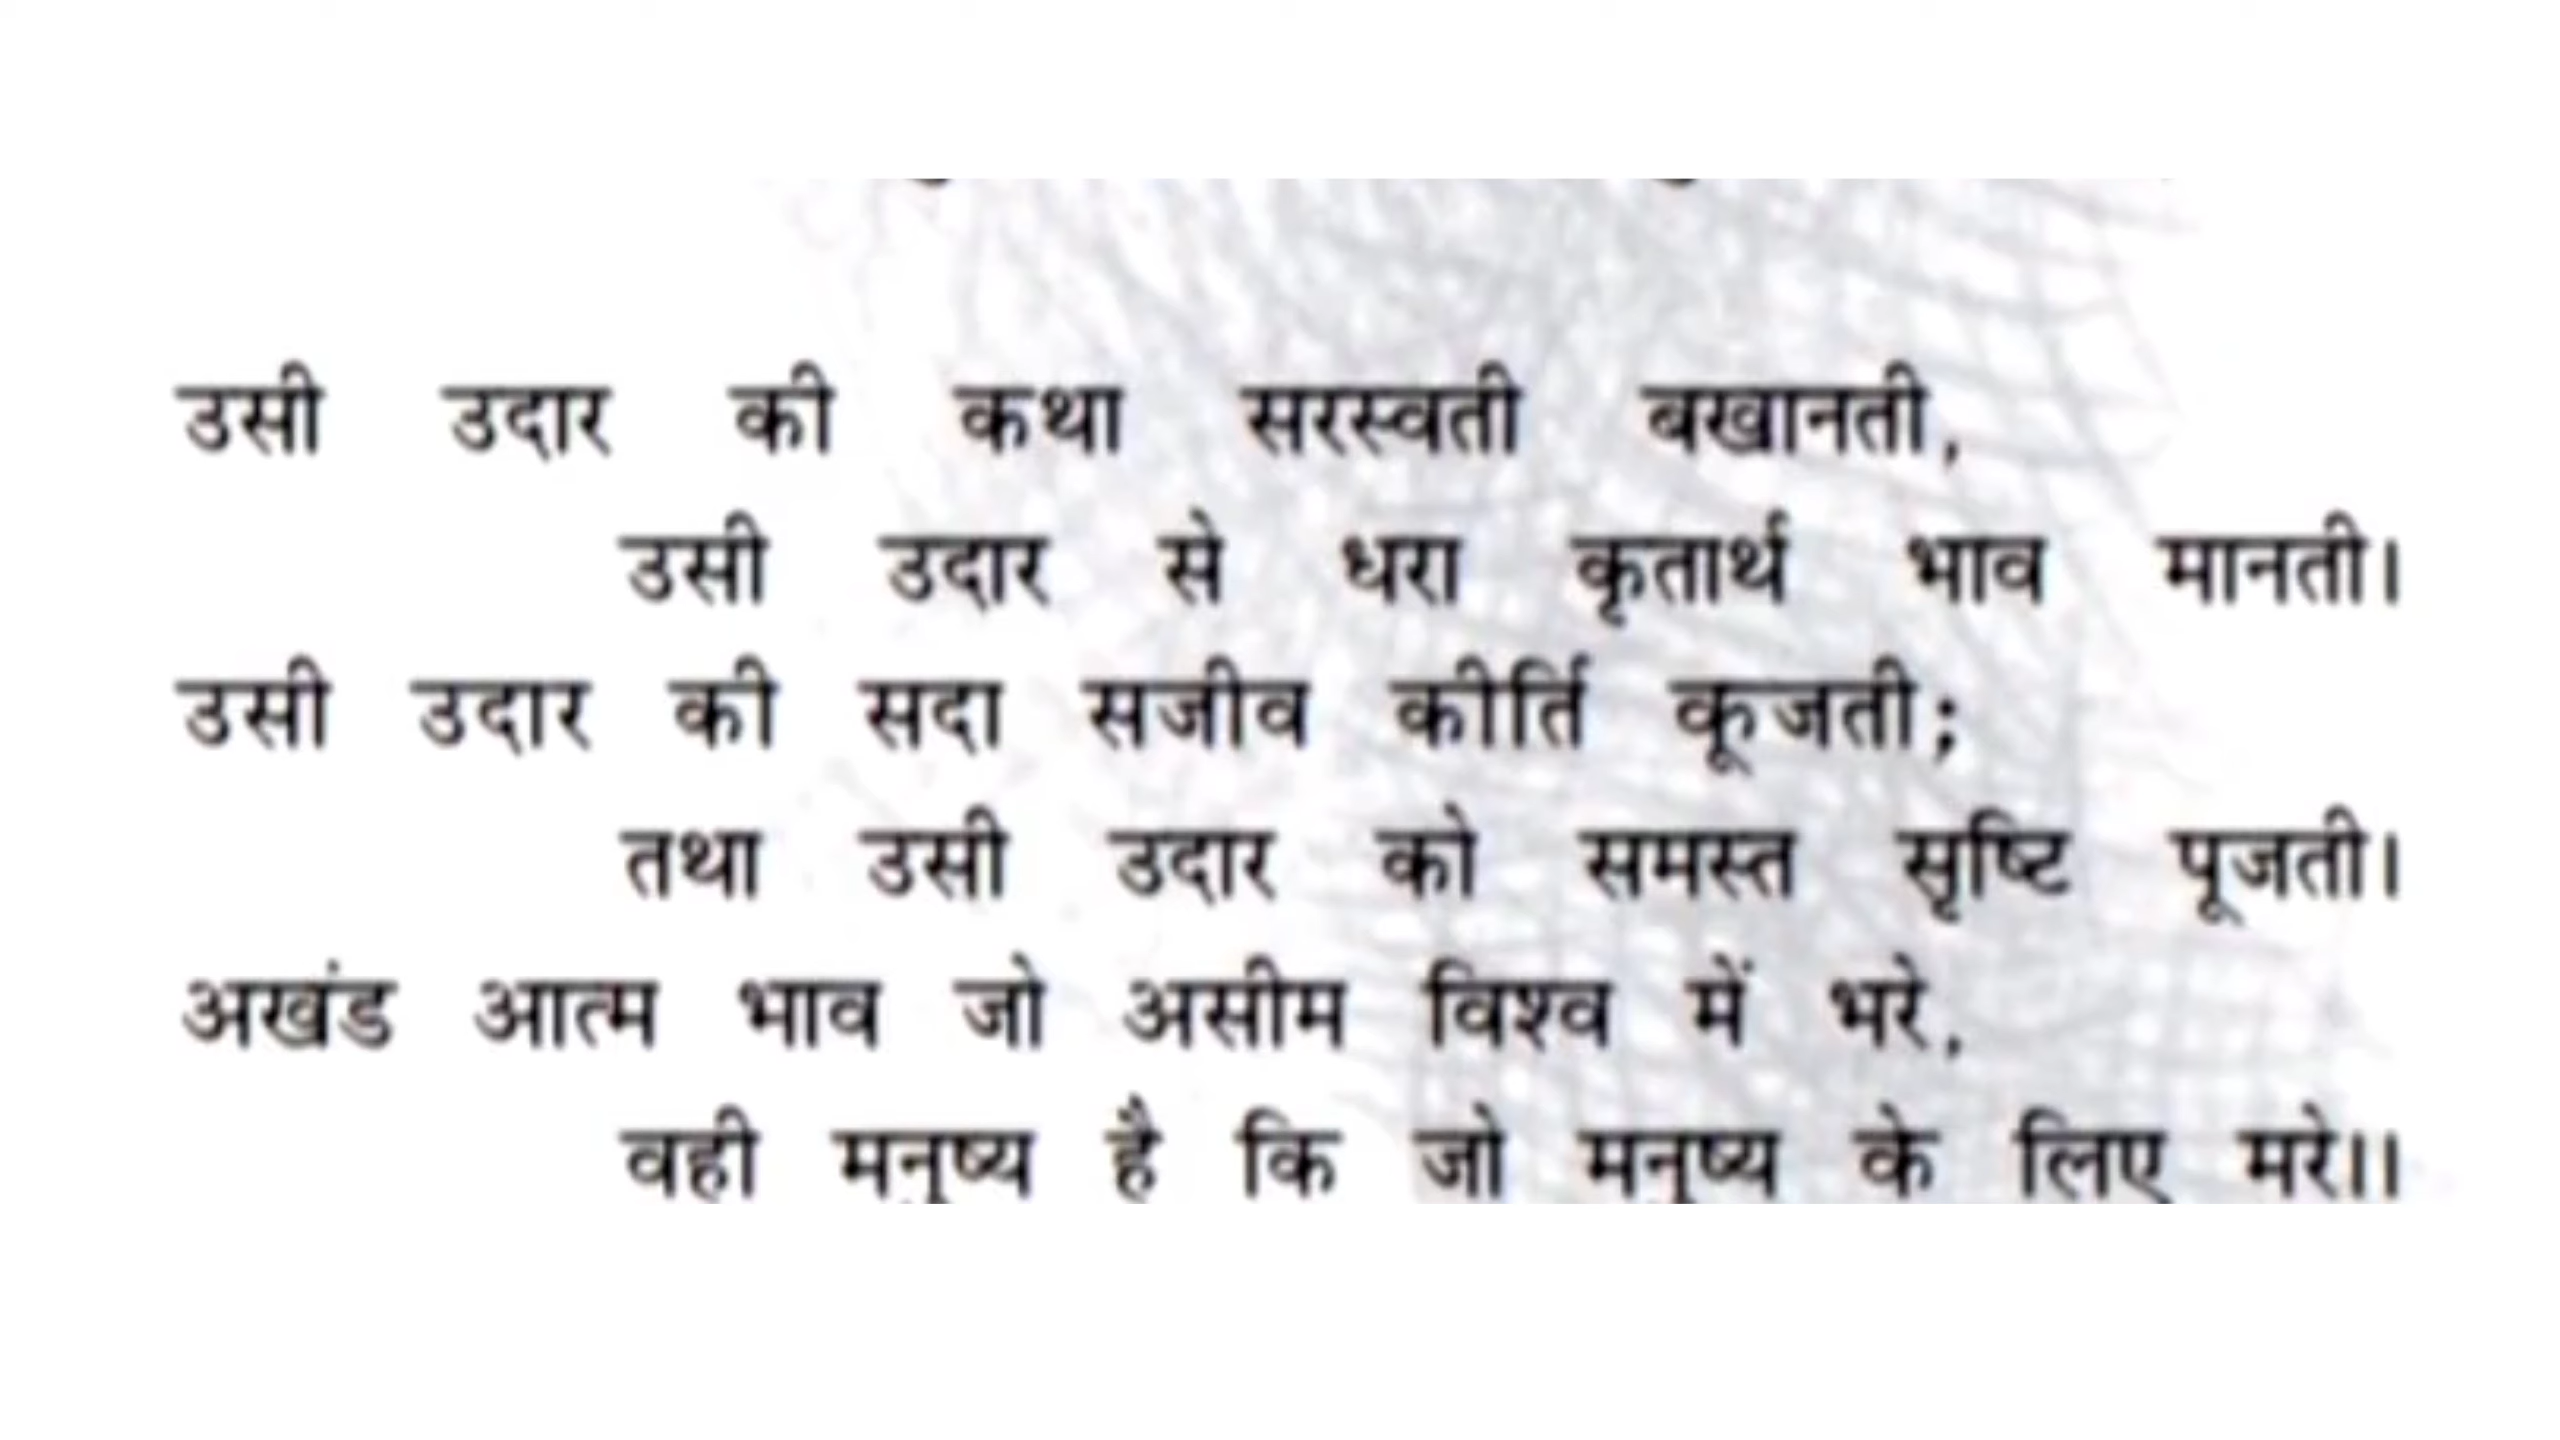 उसी उदार की कथा सरस्वती बखानती,
उसी उदार से धरा कृतार्थ भाव मानती।
उसी उदार की सदा सजीव कीर्ति कूजती;
तथा उसी उदार को समस्त सृष्टि पूजती।
अखंड आत्म भाव जो असीम विश्व में भरे,
वही मनुष्य है कि जो मनुष्य के लिए मरे।।